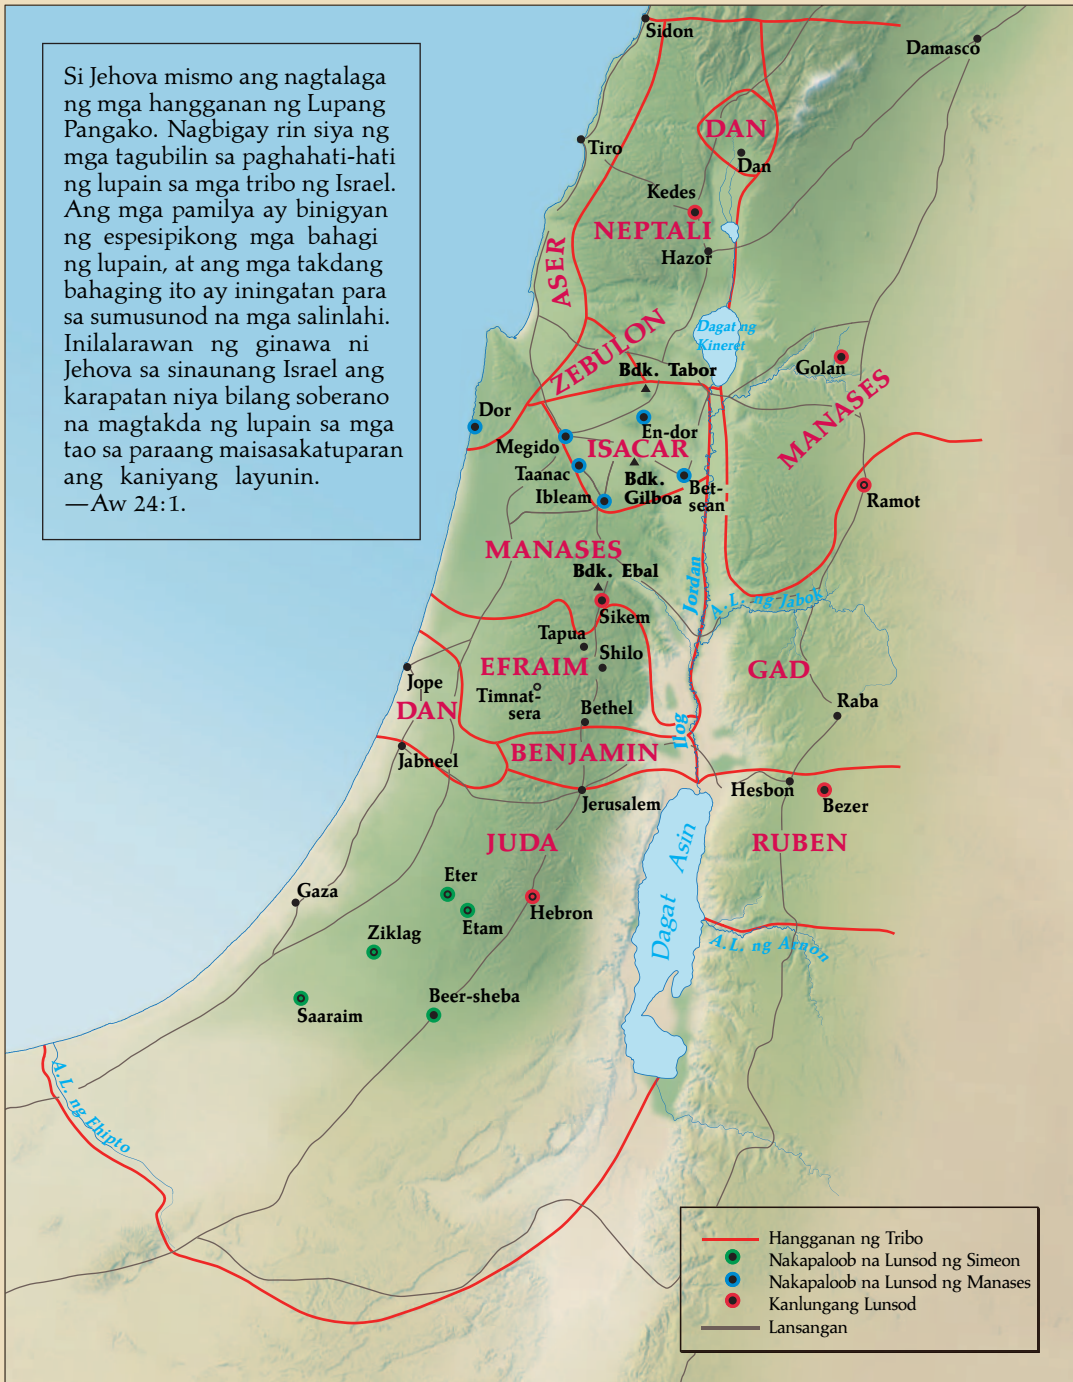 Si Jehova mismo ang nagtalaga
ng mga hangganan ng Lupang
Pangako. Nagbigay rin siya ng
mga tagubilin sa paghahati-hati
ng lupain sa mga tribo ng Israel.
Ang mga pamilya ay binigyan
ng espesipikong mga bahagi
ng lupain, at ang mga takdang
bahaging ito ay iningatan para
sa sumusunod na mga salinlahi.
Inilalarawan ng ginawa ni
Jehova sa sinaunang Israel ang
karapatan niya bilang soberano
na magtakda ng lupain sa mga
tao sa paraang maisasakatuparan
ang kaniyang layunin.
—Aw 24:1.
Sidon
Damasco
DAN
Tiro
Dan
Kedes
NEPTALI
Hazor
ASER
Dagat ng
Kineret
ZEBULON
Golan
Bdk. Tabor
MANASES
Dor
En-dor
Megido
ISACAR
Taanac
Bdk.
Gilboa
Ibleam
Bet-
sean
Ramot
MANASES
Bdk. Ebal
Jordan
A.L. ng Jabok
Sikem
Tapua
Shilo
EFRAIM
GAD
Jope
Timnat-
sera
DAN
Bethel
Raba
Ilog
BENJAMIN
Jabneel
Hesbon
Jerusalem
Bezer
JUDA
RUBEN
Dagat Asin
Eter
Gaza
Hebron
Etam
Ziklag
A.L. ng Arnon
Beer-sheba
Saaraim
A.L. ng Ehipto
Hangganan ng Tribo
Nakapaloob na Lunsod ng Simeon
Nakapaloob na Lunsod ng Manases
Kanlungang Lunsod
Lansangan